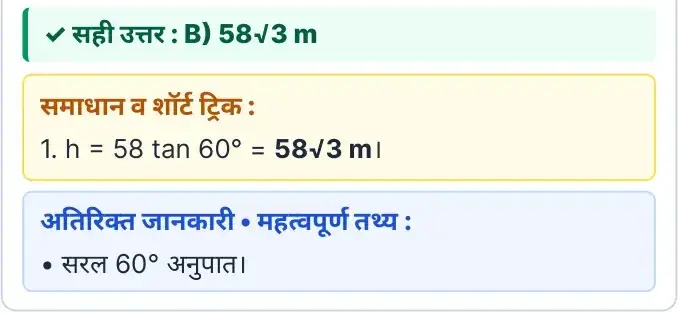 ✓ सही उत्तर : B) 58√3 m
समाधान व शॉर्ट ट्रिक :
1. h = 58 tan 60° = 58√3 m।
अतिरिक्त जानकारी • महत्वपूर्ण तथ्य :
• सरल 60° अनुपात।